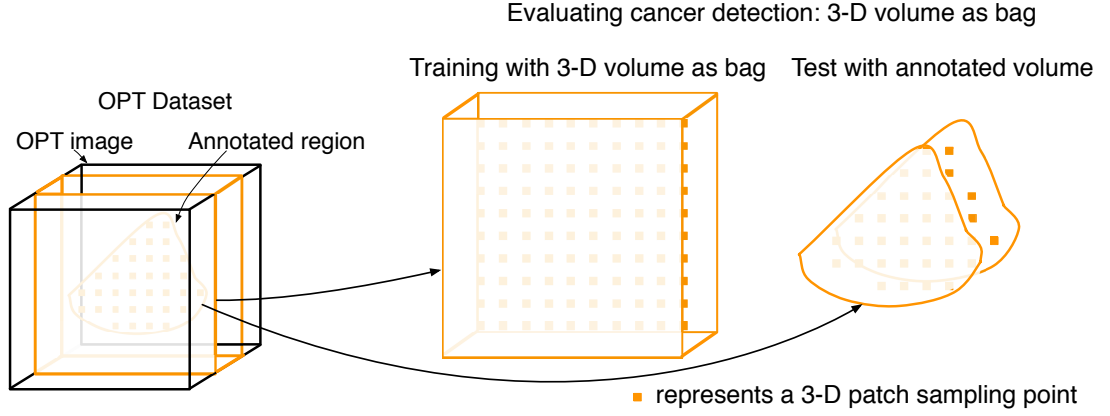 Evaluating cancer detection: 3-D volume as bag
Training with 3-D volume as bag
Test with annotated volume
OPT Dataset
OPT image
Annotated region
represents a 3-D patch sampling point